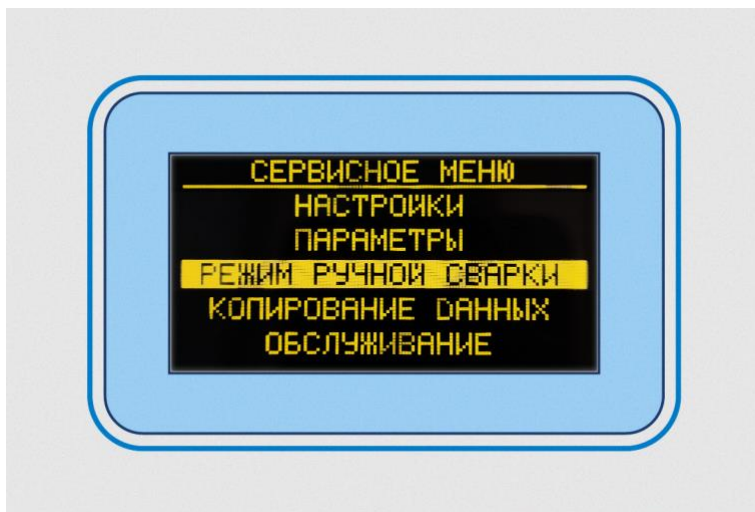 СЕРВИСНОЕ МЕНЮ
НАСТРОЙКИ
ПАРАМЕТРЫ
РЕЖИМ РУЧНОЙ СВАРКИ
КОПИРОВАНИЕ DАННЫХ
ОБСЛУЖИВАНИЕ